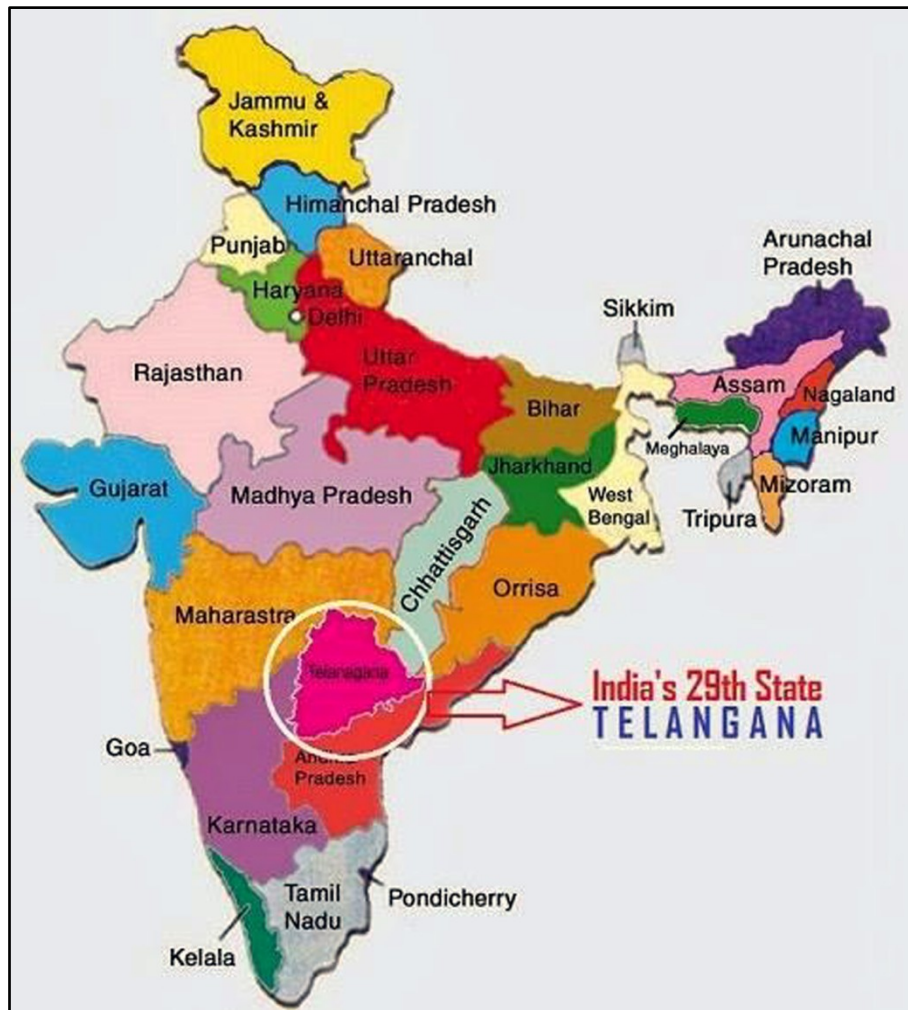 Jammu &
Kashmir
Himanchal Pradesh
Punjab
Uttaranchal
Haryana
Delhi
Arunachal
Pradesh
Sikkim
Rajasthan
Uttar
Pradesh
Bihar
Assam
Nagaland
Meghalaya
Manipur
Gujarat
Madhya Pradesh
Jharkhand
West
Bengal
Tripura
Mizoram
Chhattisgarh
Orrisa
Maharastra
Telanagana
India's 29th State
TELANGANA
Goa
Andhra
Pradesh
Karnataka
Tamil
Nadu
Pondicherry
Kelala